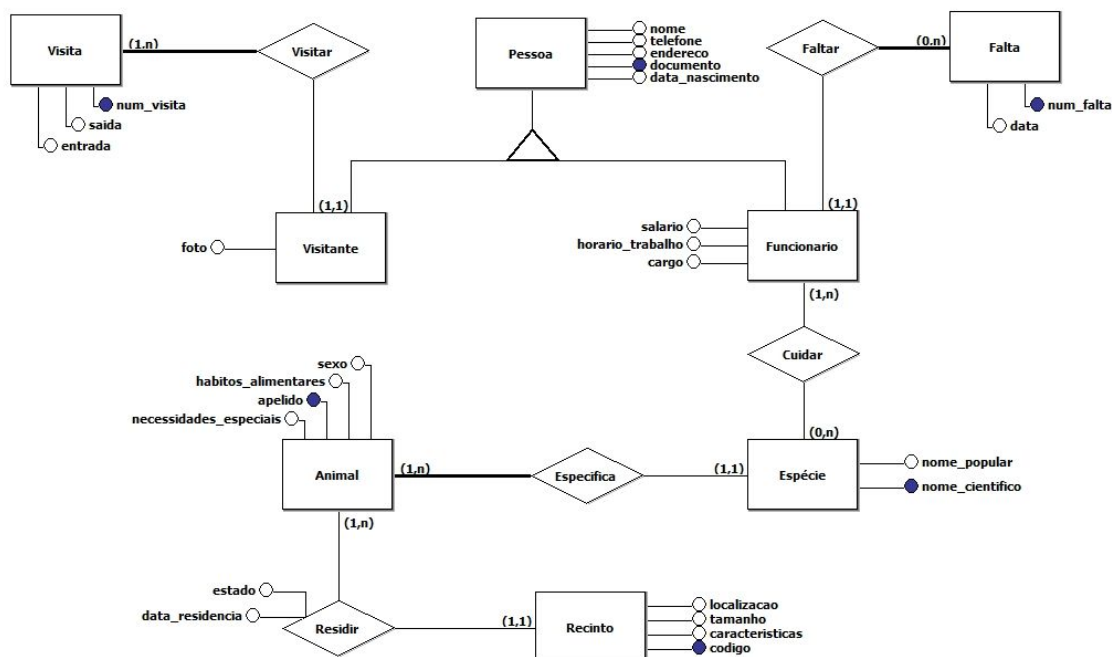 nome
telefone
endereco
documento
data_nascimento
Visita
(1,n)
Visitar
Pessoa
Faltar
(0,n)
Falta
num_visita
saida
entrada
num_falta
data
(1,1)
(1,1)
foto
Visitante
salario
horario_trabalho
cargo
Funcionario
(1,n)
Cuidar
sexo
habitos_alimentares
apelido
necessidades_especiais
(0,n)
Animal
(1,n)
Especifica
(1,1)
Espécie
nome_popular
nome_cientifico
(1,n)
estado
data_residencia
Residir
(1,1)
Recinto
localizacao
tamanho
caracteristicas
codigo